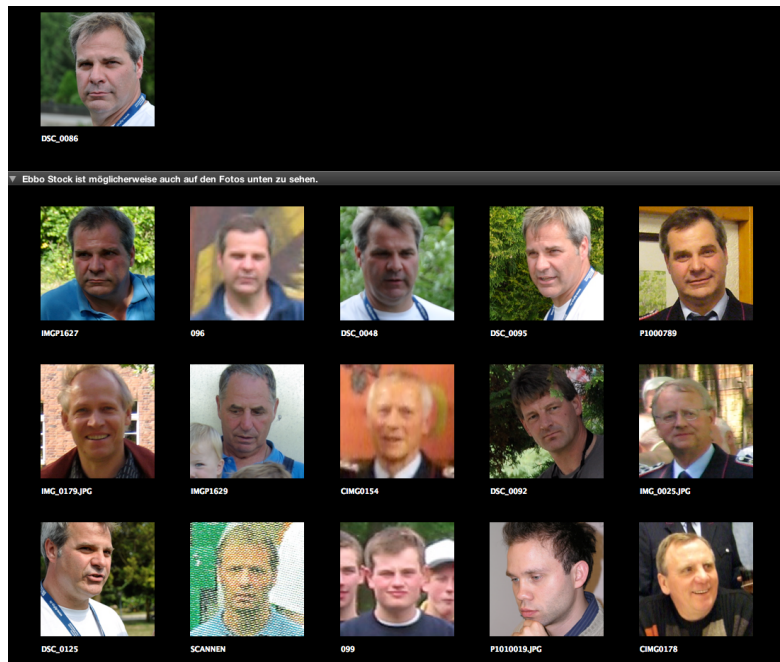 DSC_0086
Ebbo Stock ist möglicherweise auch auf den Fotos unten zu sehen.
IMGP1627
096
DSC_0048
DSC_0095
P1000789
IMG_0179.JPG
IMGP1629
CIMG0154
DSC_0092
IMG_0025.JPG
DSC_0125
SCANNEN
099
P1010019.JPG
CIMG0178